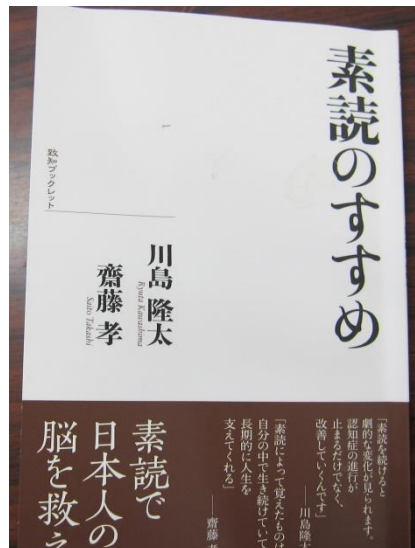 素読のすすめ
川島 隆太
Ryuta Kawashima
齋藤 孝
Saito Takashi
致知ブックレット
「素読を続けると
劇的な変化が見られます。
認知症の進行が
止まるだけでなく、
改善していくんです」
──川島隆太
「素読によって覚えたものは
自分の中で生き続けていて
長期的に人生を
支えてくれる」
──齋藤 孝
素読で
日本人の
脳を救え